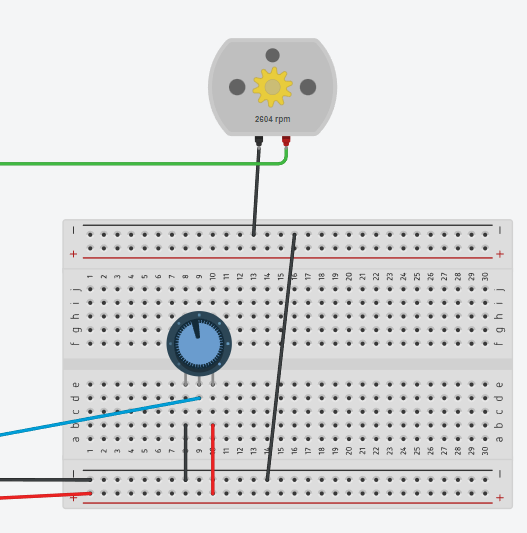 2604 rpm
− −
+ +
1 2 3 4 5 6 7 8 9 10 11 12 13 14 15 16 17 18 19 20 21 22 23 24 25 26 27 28 29 30
j j
i i
h h
g g
f f
e e
d d
c c
b b
a a
1 2 3 4 5 6 7 8 9 10 11 12 13 14 15 16 17 18 19 20 21 22 23 24 25 26 27 28 29 30
− −
+ +